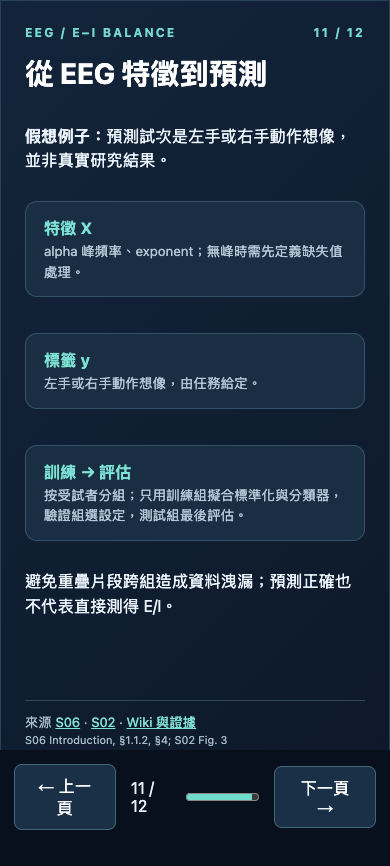 EEG / E–I BALANCE
11 / 12
從 EEG 特徵到預測
假想例子：預測試次是左手或右手動作想像，
並非真實研究結果。
特徵 X
alpha 峰頻率、exponent；無峰時需先定義缺失值
處理。
標籤 y
左手或右手動作想像，由任務給定。
訓練 → 評估
按受試者分組；只用訓練組擬合標準化與分類器，
驗證組選設定，測試組最後評估。
避免重疊片段跨組造成資料洩漏；預測正確也
不代表直接測得 E/I。
來源 S06 · S02 · Wiki 與證據
S06 Introduction, §1.1.2, §4; S02 Fig. 3
← 上一
頁
11 /
12
下一頁
→